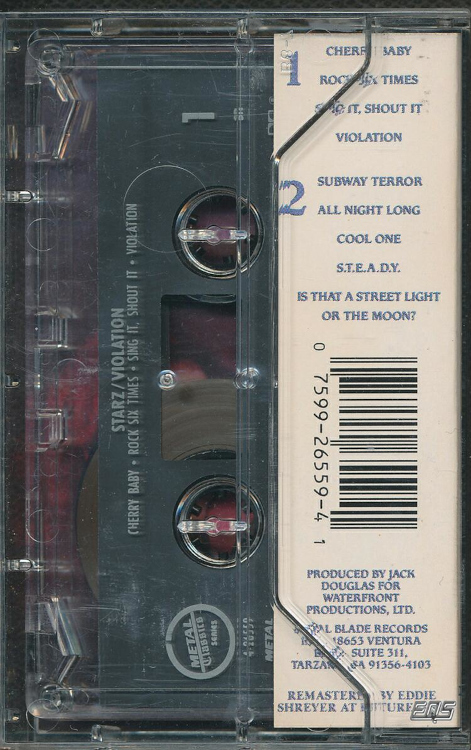 1
CHERRY BABY
ROCK SIX TIMES
SING IT, SHOUT IT
VIOLATION
2
SUBWAY TERROR
ALL NIGHT LONG
COOL ONE
S.T.E.A.D.Y.
IS THAT A STREET LIGHT
OR THE MOON?
0 7599-26559-4 1
PRODUCED BY JACK
DOUGLAS FOR
WATERFRONT
PRODUCTIONS, LTD.
BLADE RECORDS
18653 VENTURA
SUITE 311,
91356-4103
REMASTERED BY EDDIE
SHREYER AT
EQS
1
STARZ/VIOLATION
CHERRY BABY • ROCK SIX TIMES • SING IT, SHOUT IT • VIOLATION
METAL
Classics
SERIES
METAL